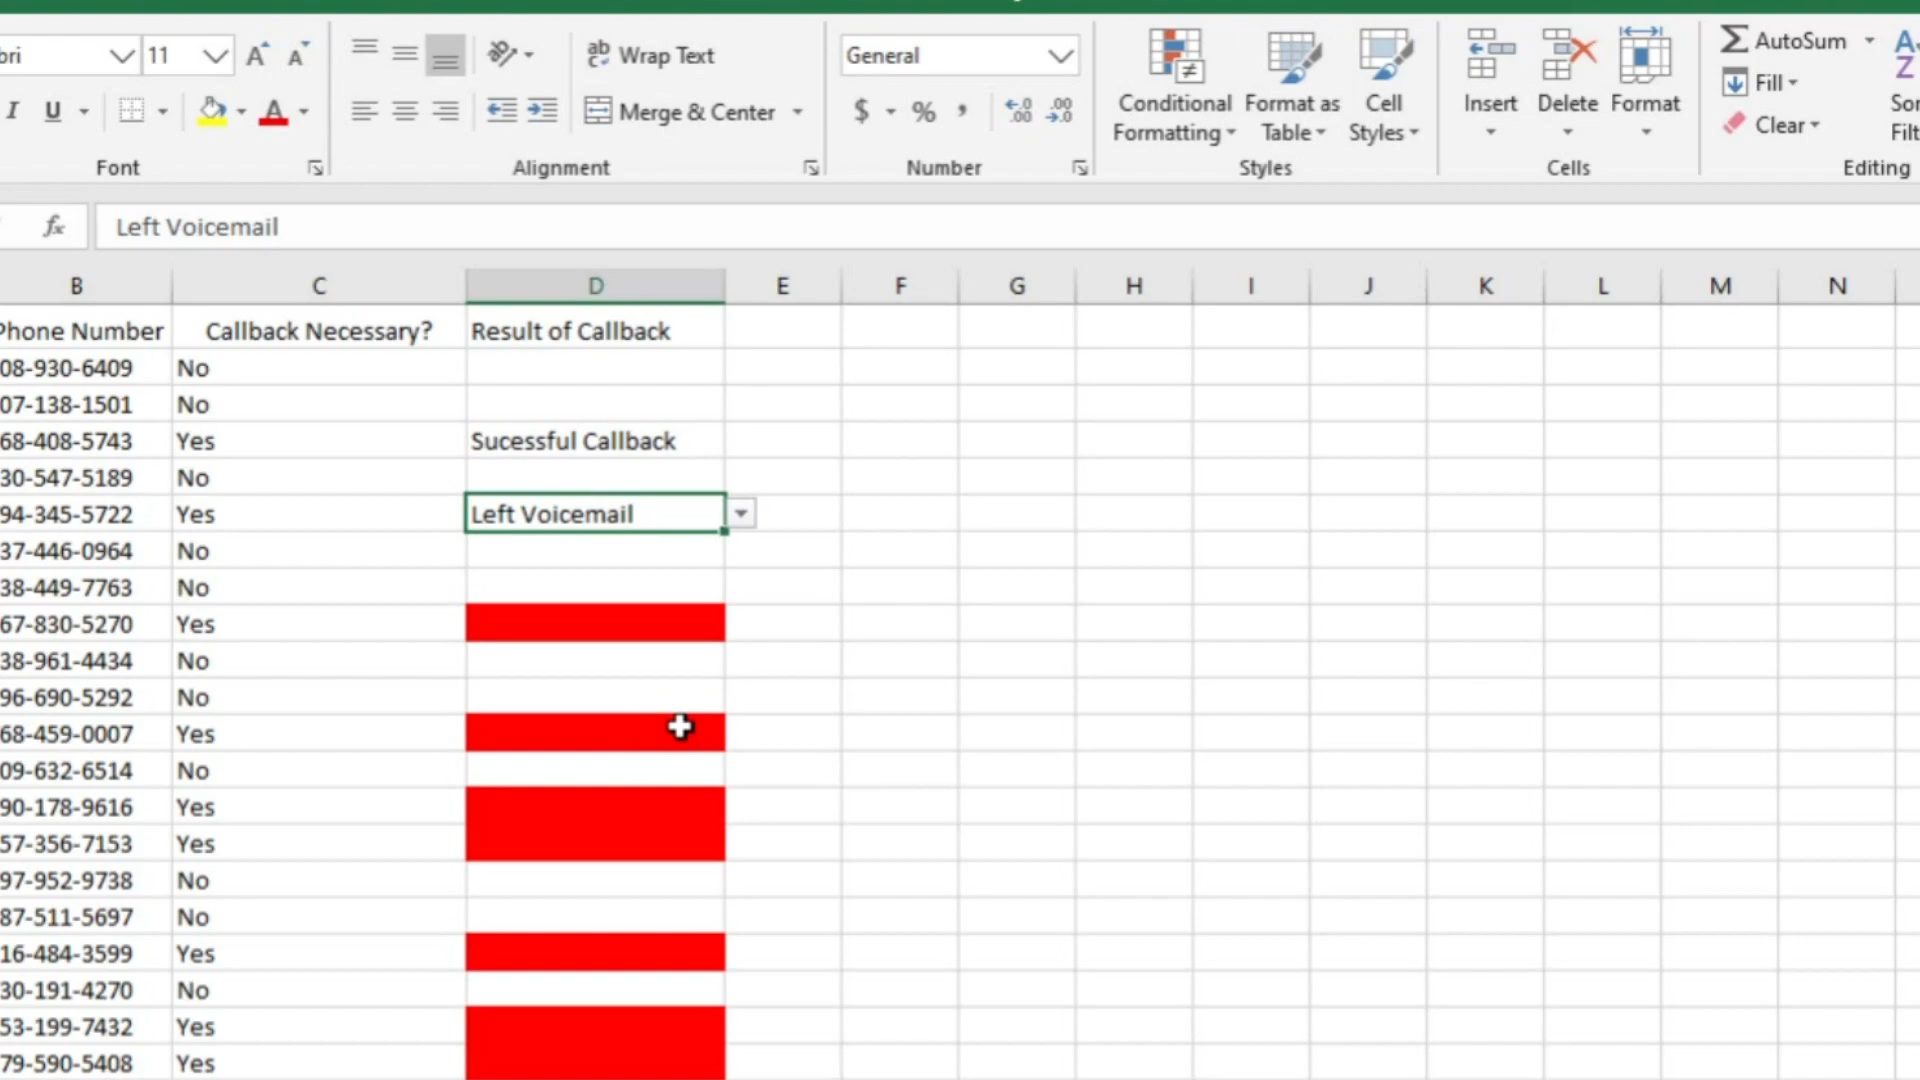 bri 11 A A ab Wrap Text General AutoSum
I U A Merge & Center $ % , Conditional Formatting Format as Table Cell Styles Insert Delete Format Fill Clear
Font Alignment Number Styles Cells Editing
fx Left Voicemail
B C D E F G H I J K L M N
Phone Number Callback Necessary? Result of Callback
08-930-6409 No
07-138-1501 No
68-408-5743 Yes Sucessful Callback
30-547-5189 No
94-345-5722 Yes Left Voicemail
37-446-0964 No
38-449-7763 No
67-830-5270 Yes
38-961-4434 No
96-690-5292 No
68-459-0007 Yes
09-632-6514 No
90-178-9616 Yes
57-356-7153 Yes
97-952-9738 No
87-511-5697 No
16-484-3599 Yes
30-191-4270 No
53-199-7432 Yes
79-590-5408 Yes